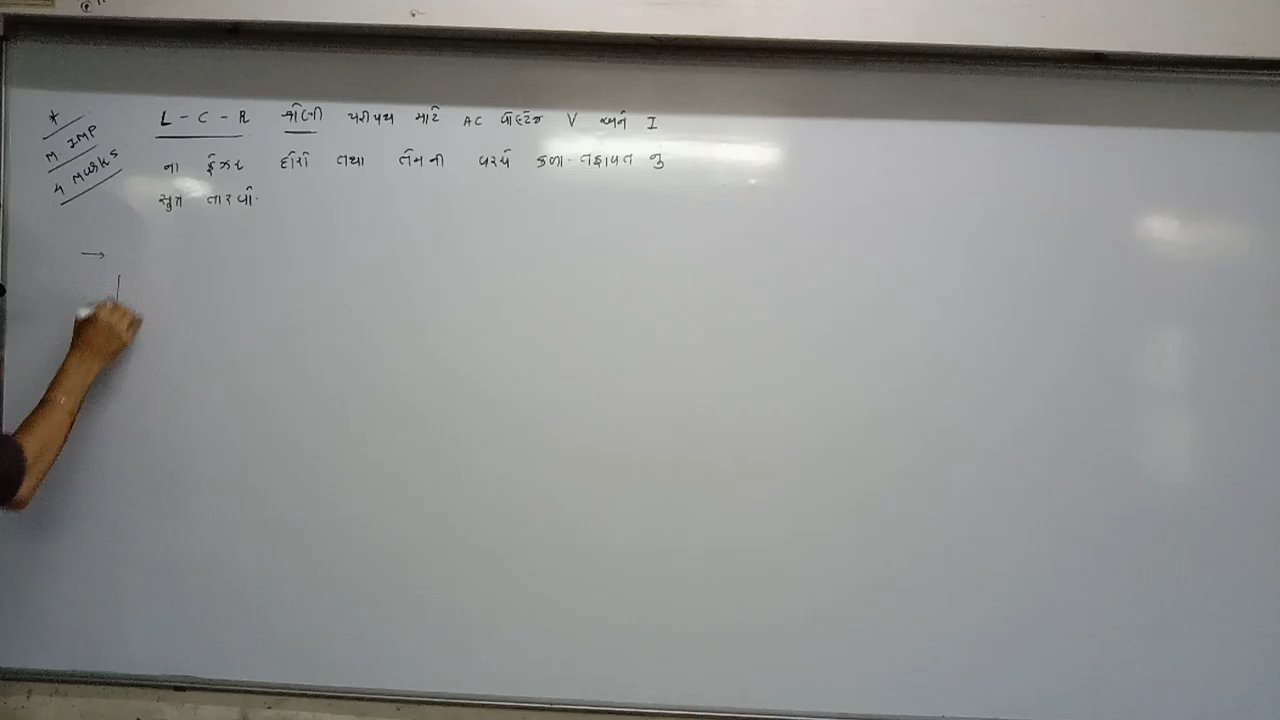 *
M IMP
4 Marks
L - C - R શ્રેણી પરીપથ માટે AC વોલ્ટેજ V અને I
ના ફેઝર દોરો તથા તેમની વચ્ચે કળા-તફાવત નુ
સુત્ર તારવો.
→